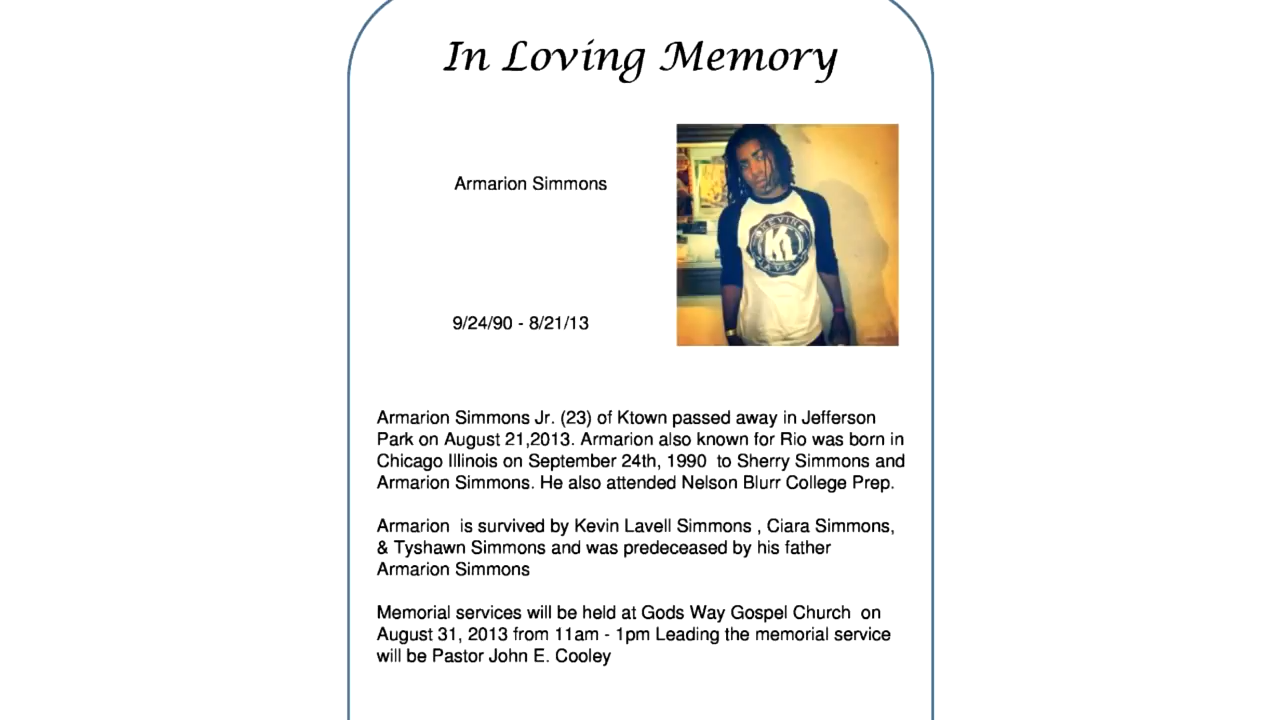 In Loving Memory
Armarion Simmons
KEVIN
KL
LAVELL
9/24/90 - 8/21/13
Armarion Simmons Jr. (23) of Ktown passed away in Jefferson
Park on August 21,2013. Armarion also known for Rio was born in
Chicago Illinois on September 24th, 1990 to Sherry Simmons and
Armarion Simmons. He also attended Nelson Blurr College Prep.
Armarion is survived by Kevin Lavell Simmons , Ciara Simmons,
& Tyshawn Simmons and was predeceased by his father
Armarion Simmons
Memorial services will be held at Gods Way Gospel Church on
August 31, 2013 from 11am - 1pm Leading the memorial service
will be Pastor John E. Cooley